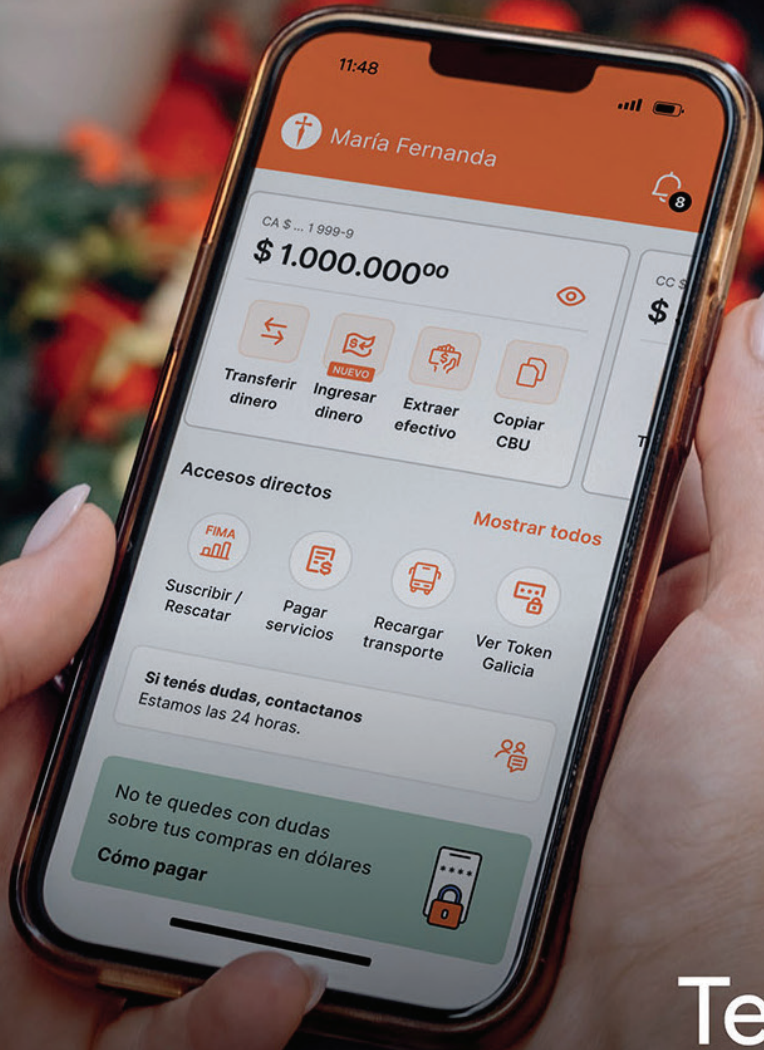 11:48
María Fernanda
8
CA $ ... 1 999-9
$ 1.000.000⁰⁰
CC $
$
Transferir
dinero
NUEVO
Ingresar
dinero
Extraer
efectivo
Copiar
CBU
T
Accesos directos
Mostrar todos
FIMA
Suscribir /
Rescatar
Pagar
servicios
Recargar
transporte
Ver Token
Galicia
Si tenés dudas, contactanos
Estamos las 24 horas.
No te quedes con dudas
sobre tus compras en dólares
Cómo pagar
Te